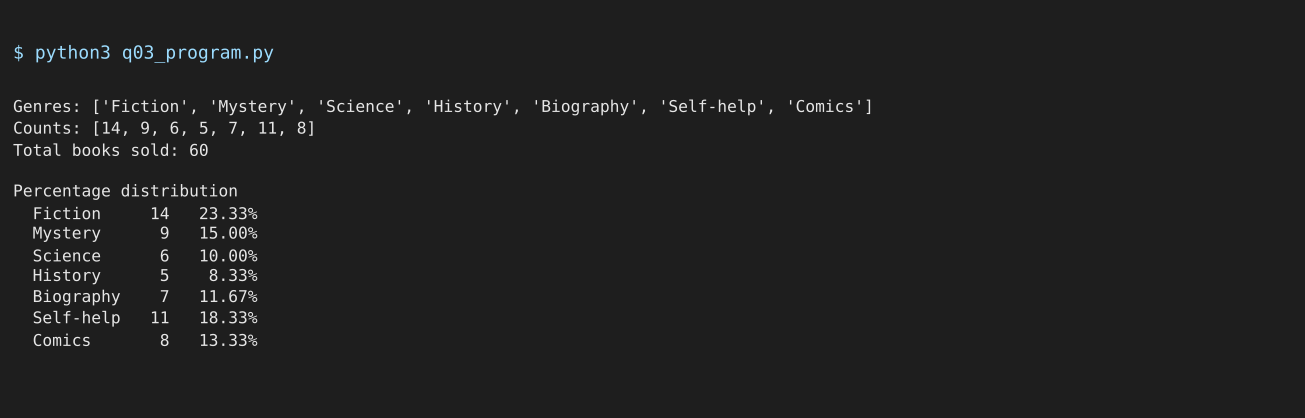 $ python3 q03_program.py
Genres: ['Fiction', 'Mystery', 'Science', 'History', 'Biography', 'Self-help', 'Comics']
Counts: [14, 9, 6, 5, 7, 11, 8]
Total books sold: 60
Percentage distribution
  Fiction     14   23.33%
  Mystery      9   15.00%
  Science      6   10.00%
  History      5    8.33%
  Biography    7   11.67%
  Self-help   11   18.33%
  Comics       8   13.33%